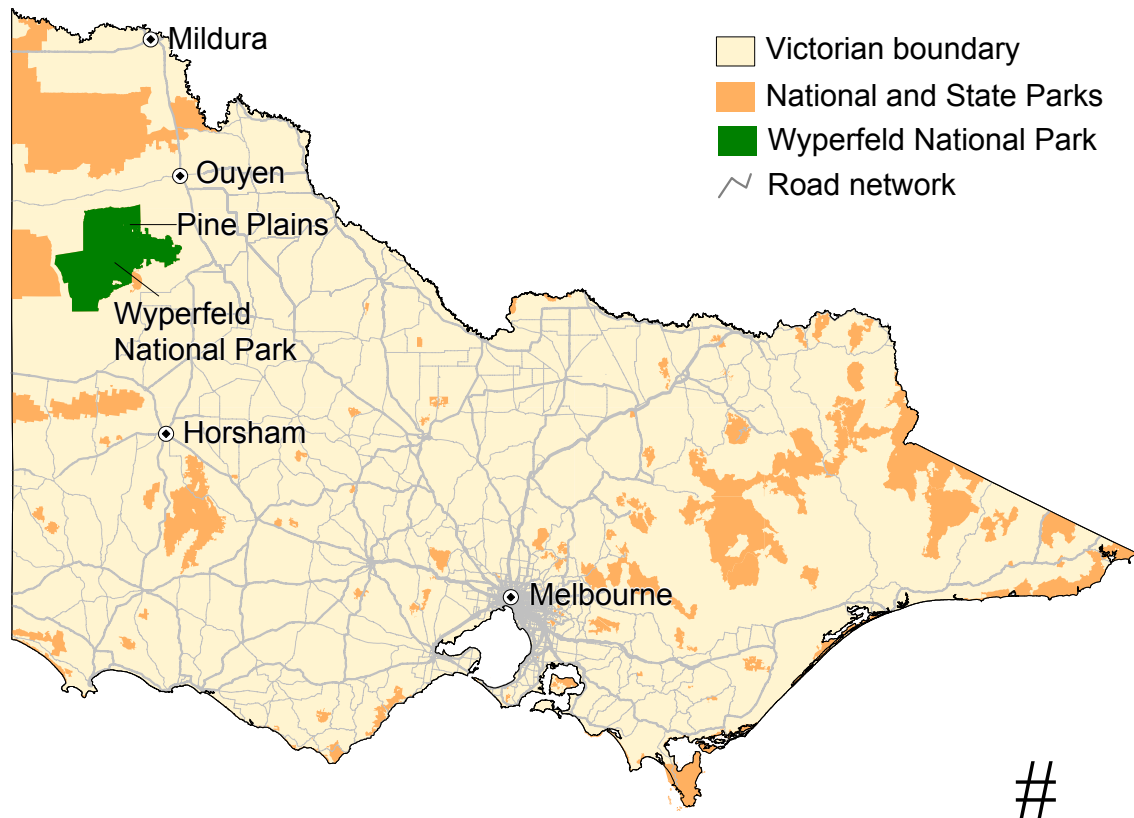 Mildura
Victorian boundary
National and State Parks
Wyperfeld National Park
Road network
Ouyen
Pine Plains
Wyperfeld
National Park
Horsham
Melbourne
#